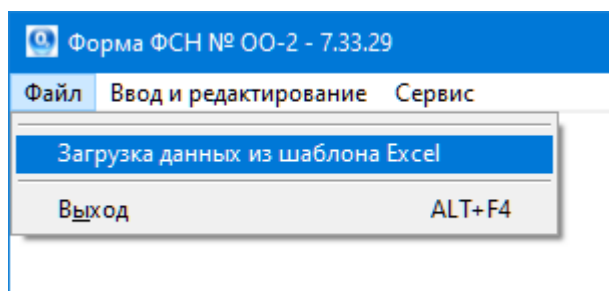 Форма ФСН № ОО-2 - 7.33.29
Файл Ввод и редактирование Сервис
Загрузка данных из шаблона Excel
Выход ALT+F4